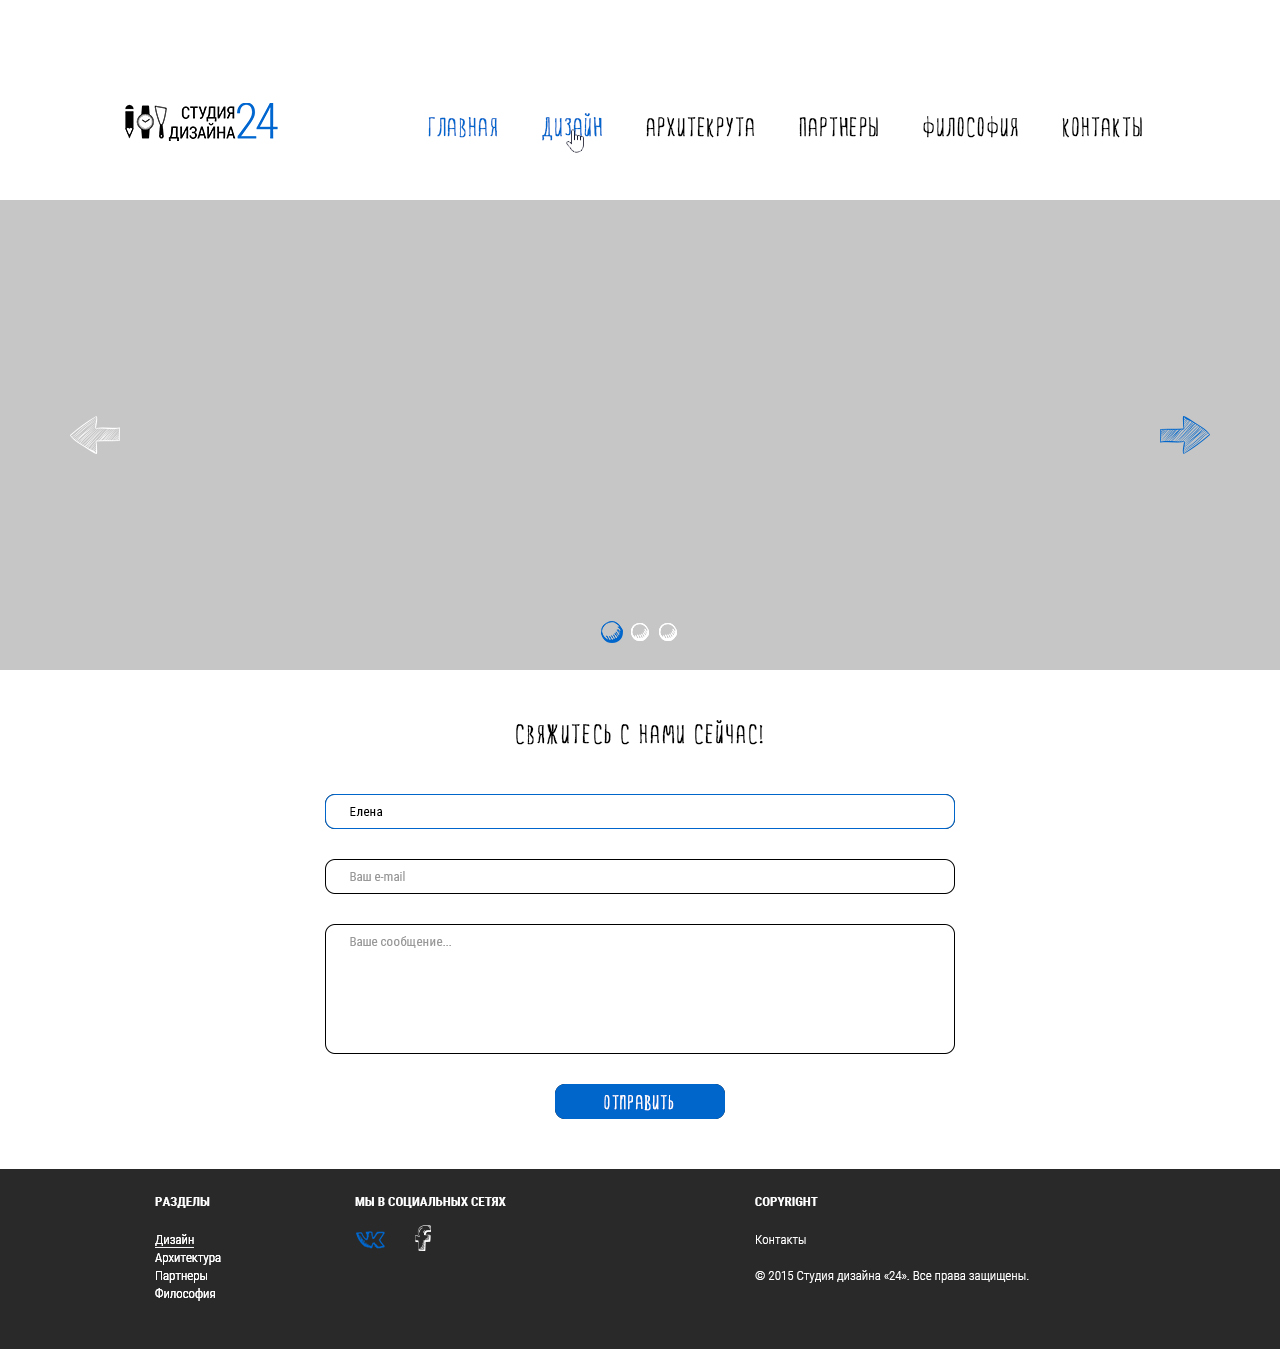 СТУДИЯ
ДИЗАЙНА 24
ГЛАВНАЯ ДИЗАЙН АРХИТЕКРУТА ПАРТНЕРЫ ФИЛОСОФИЯ КОНТАКТЫ
СВЯЖИТЕСЬ С НАМИ СЕЙЧАС!
Елена
Ваш e-mail
Ваше сообщение...
ОТПРАВИТЬ
РАЗДЕЛЫ
Дизайн
Архитектура
Партнеры
Философия
МЫ В СОЦИАЛЬНЫХ СЕТЯХ
COPYRIGHT
Контакты
© 2015 Студия дизайна «24». Все права защищены.